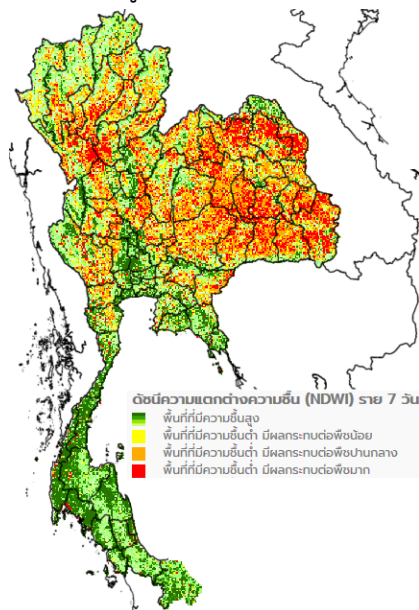 ดัชนีความแตกต่างความชื้น (NDWI) ราย 7 วัน
พื้นที่ที่มีความชื้นสูง
พื้นที่ที่มีความชื้นต่ำ มีผลกระทบต่อพืชน้อย
พื้นที่ที่มีความชื้นต่ำ มีผลกระทบต่อพืชปานกลาง
พื้นที่ที่มีความชื้นต่ำ มีผลกระทบต่อพืชมาก